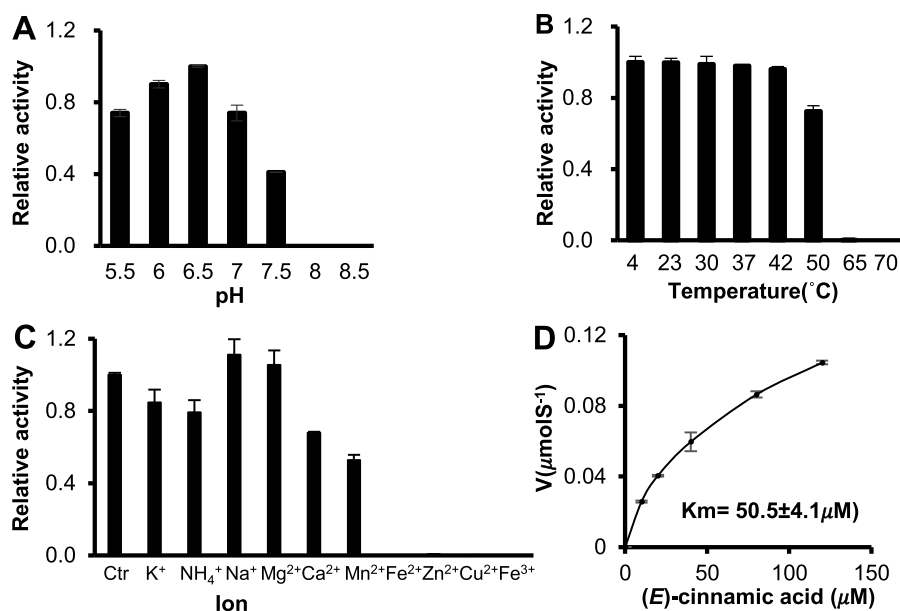 A
Relative activity
1.2
0.8
0.4
0.0
5.5 6 6.5 7 7.5 8 8.5
pH
B
Relative activity
1.2
0.8
0.4
0.0
4 23 30 37 42 50 65 70
Temperature(˚C)
C
Relative activity
1.2
0.8
0.4
0.0
Ctr K⁺ NH₄⁺ Na⁺ Mg²⁺ Ca²⁺ Mn²⁺ Fe²⁺ Zn²⁺ Cu²⁺ Fe³⁺
Ion
D
V(μmolS⁻¹)
0.12
0.08
0.04
0
Km= 50.5±4.1μM)
0 50 100 150
(E)-cinnamic acid (μM)